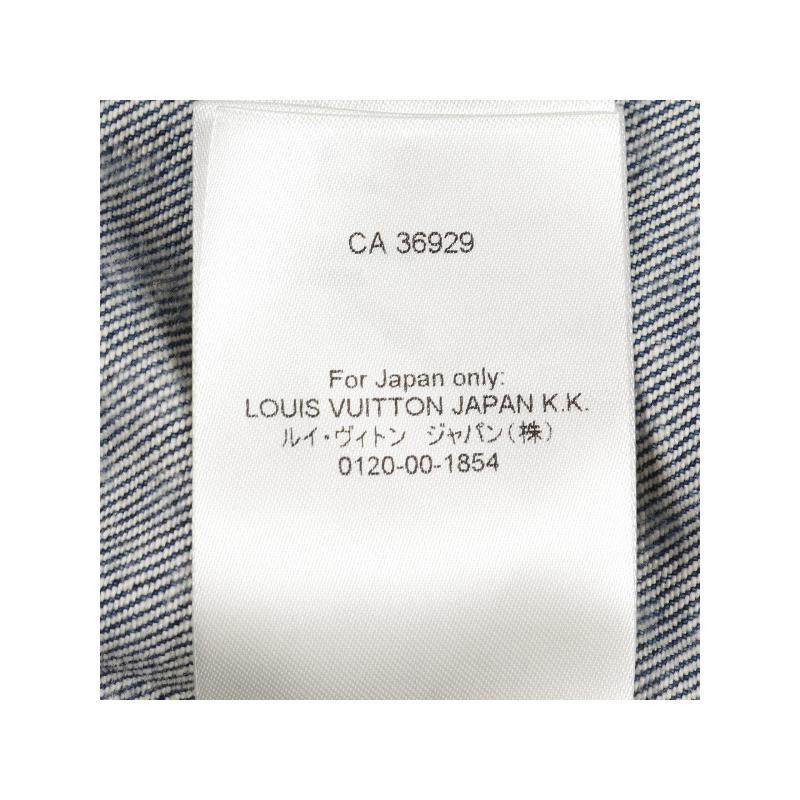 CA 36929
For Japan only:
LOUIS VUITTON JAPAN K.K.
ルイ・ヴィトン ジャパン(株)
0120-00-1854